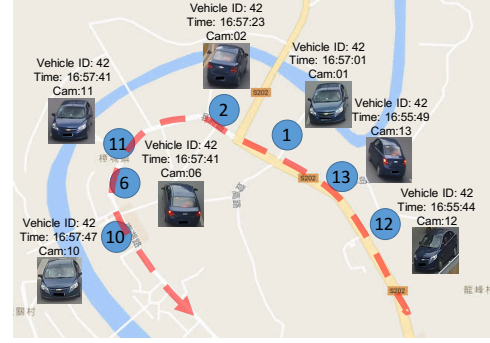 Vehicle ID: 42
Time: 16:57:23
Cam:02
Vehicle ID: 42
Time: 16:57:41
Cam:11
Vehicle ID: 42
Time: 16:57:01
Cam:01
Vehicle ID: 42
Time: 16:55:49
Cam:13
S202
2
1
11
Vehicle ID: 42
Time: 16:57:41
Cam:06
6
S202
13
Vehicle ID: 42
Time: 16:55:44
Cam:12
12
Vehicle ID: 42
Time: 16:57:47
Cam:10
10
S202
龍峰村